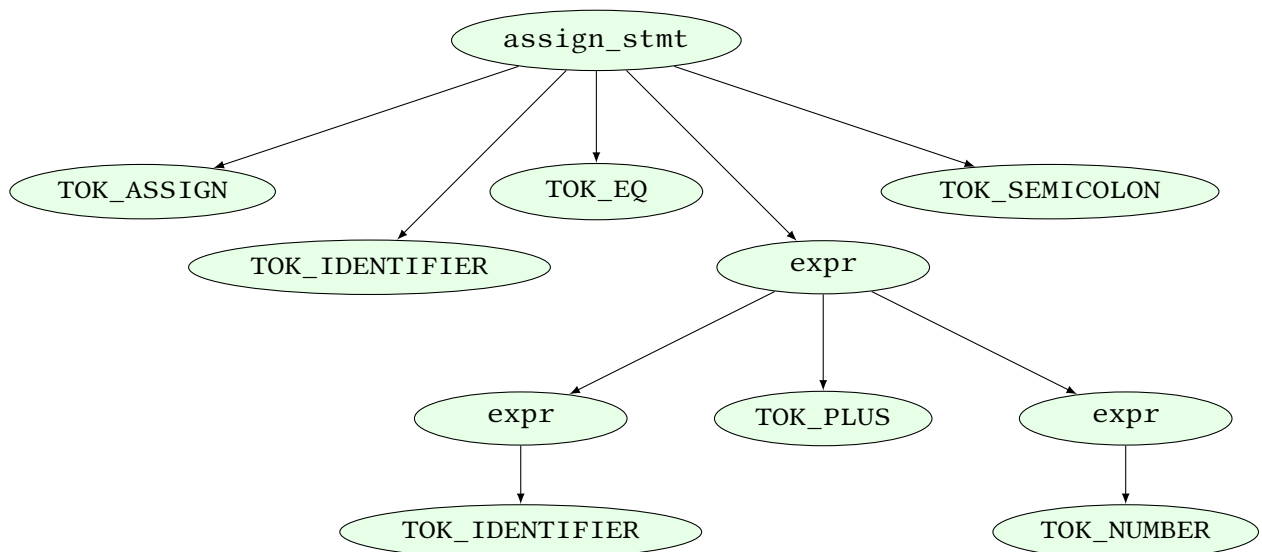 assign_stmt
TOK_ASSIGN
TOK_EQ
TOK_SEMICOLON
TOK_IDENTIFIER
expr
expr
TOK_PLUS
expr
TOK_IDENTIFIER
TOK_NUMBER